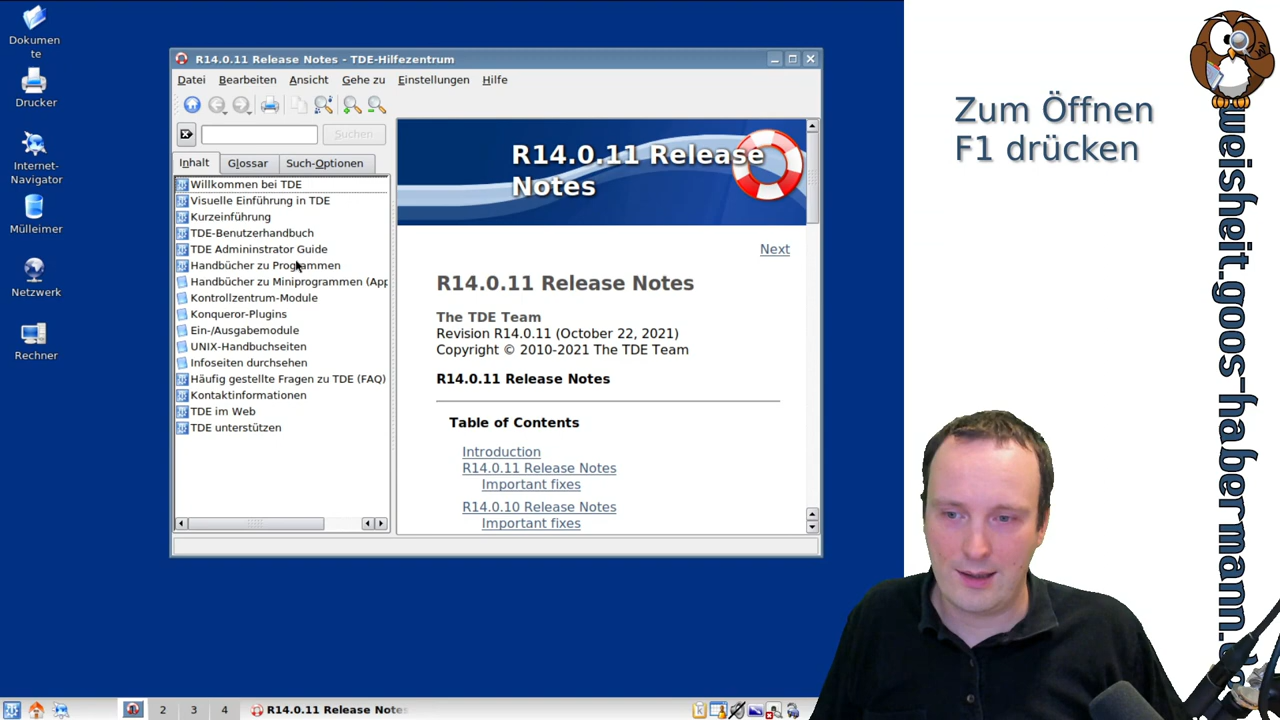 Dokumen
te
Drucker
Internet-
Navigator
Mülleimer
Netzwerk
Rechner
R14.0.11 Release Notes - TDE-Hilfezentrum
Datei Bearbeiten Ansicht Gehe zu Einstellungen Hilfe
Suchen
Inhalt Glossar Such-Optionen
Willkommen bei TDE
Visuelle Einführung in TDE
Kurzeinführung
TDE-Benutzerhandbuch
TDE Admininstrator Guide
Handbücher zu Programmen
Handbücher zu Miniprogrammen (App
Kontrollzentrum-Module
Konqueror-Plugins
Ein-/Ausgabemodule
UNIX-Handbuchseiten
Infoseiten durchsehen
Häufig gestellte Fragen zu TDE (FAQ)
Kontaktinformationen
TDE im Web
TDE unterstützen
R14.0.11 Release
Notes
Next
R14.0.11 Release Notes
The TDE Team
Revision R14.0.11 (October 22, 2021)
Copyright © 2010-2021 The TDE Team
R14.0.11 Release Notes
Table of Contents
Introduction
R14.0.11 Release Notes
Important fixes
R14.0.10 Release Notes
Important fixes
2 3 4 R14.0.11 Release Notes
Zum Öffnen
F1 drücken
weisheit.goos-habermann.d